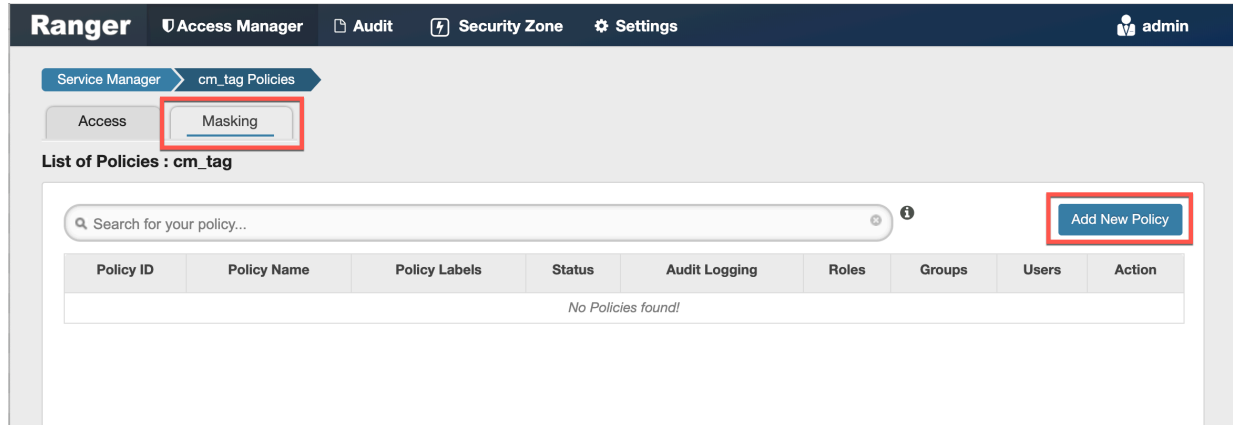 Ranger Access Manager Audit Security Zone Settings admin
Service Manager cm_tag Policies
Access Masking
List of Policies : cm_tag
Search for your policy... Add New Policy
Policy ID Policy Name Policy Labels Status Audit Logging Roles Groups Users Action
No Policies found!